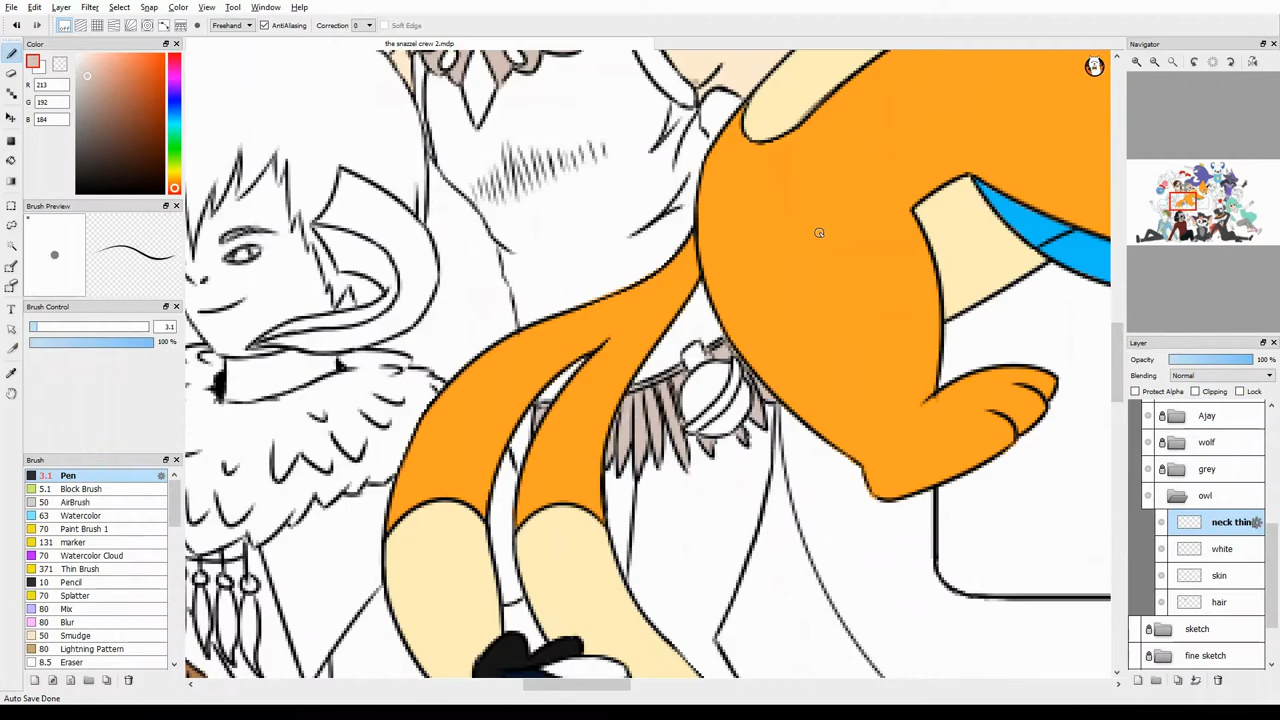 File Edit Layer Filter Select Snap Color View Tool Window Help
Freehand AntiAliasing Correction 0 Soft Edge
the snazzel crew 2.mdp
Color
R 213
G 192
B 184
Brush Preview
Brush Control
3.1
100 %
Brush
3.1 Pen
5.1 Block Brush
50 AirBrush
63 Watercolor
70 Paint Brush 1
131 marker
70 Watercolor Cloud
371 Thin Brush
10 Pencil
70 Splatter
80 Mix
80 Blur
50 Smudge
80 Lightning Pattern
8.5 Eraser
Auto Save Done
Navigator
Layer
Opacity 100 %
Blending Normal
Protect Alpha Clipping Lock
Ajay
wolf
grey
owl
neck thin
white
skin
hair
sketch
fine sketch